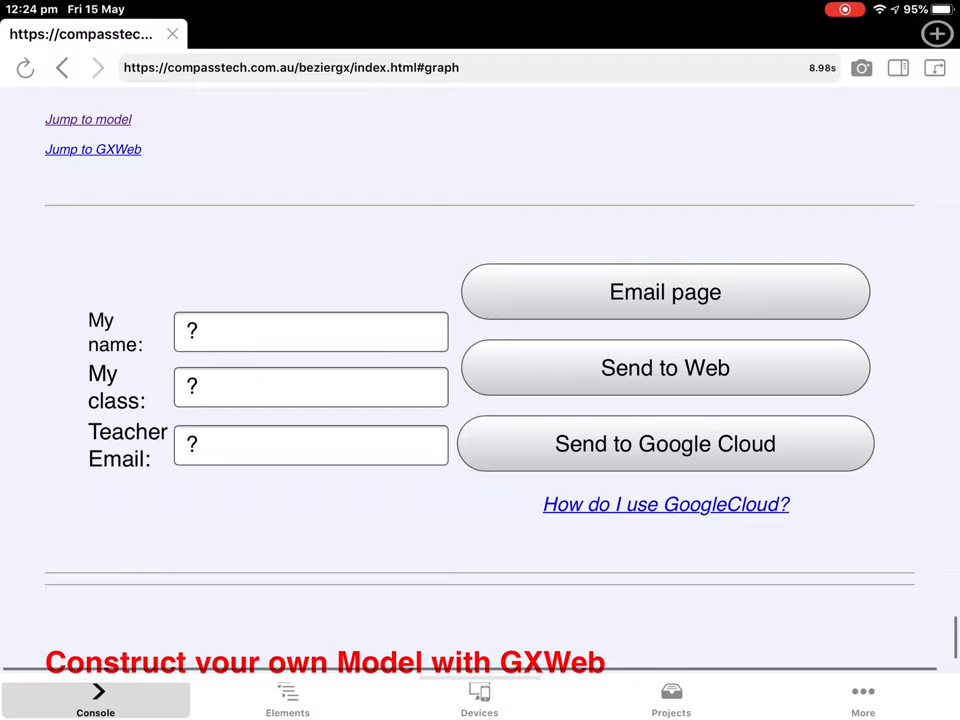 12:24 pm Fri 15 May
95%
https://compasstec...
https://compasstech.com.au/beziergx/index.html#graph
8.98s
Jump to model
Jump to GXWeb
Email page
My name:
?
Send to Web
My class:
?
Teacher Email:
?
Send to Google Cloud
How do I use GoogleCloud?
Construct your own Model with GXWeb
Console
Elements
Devices
Projects
More